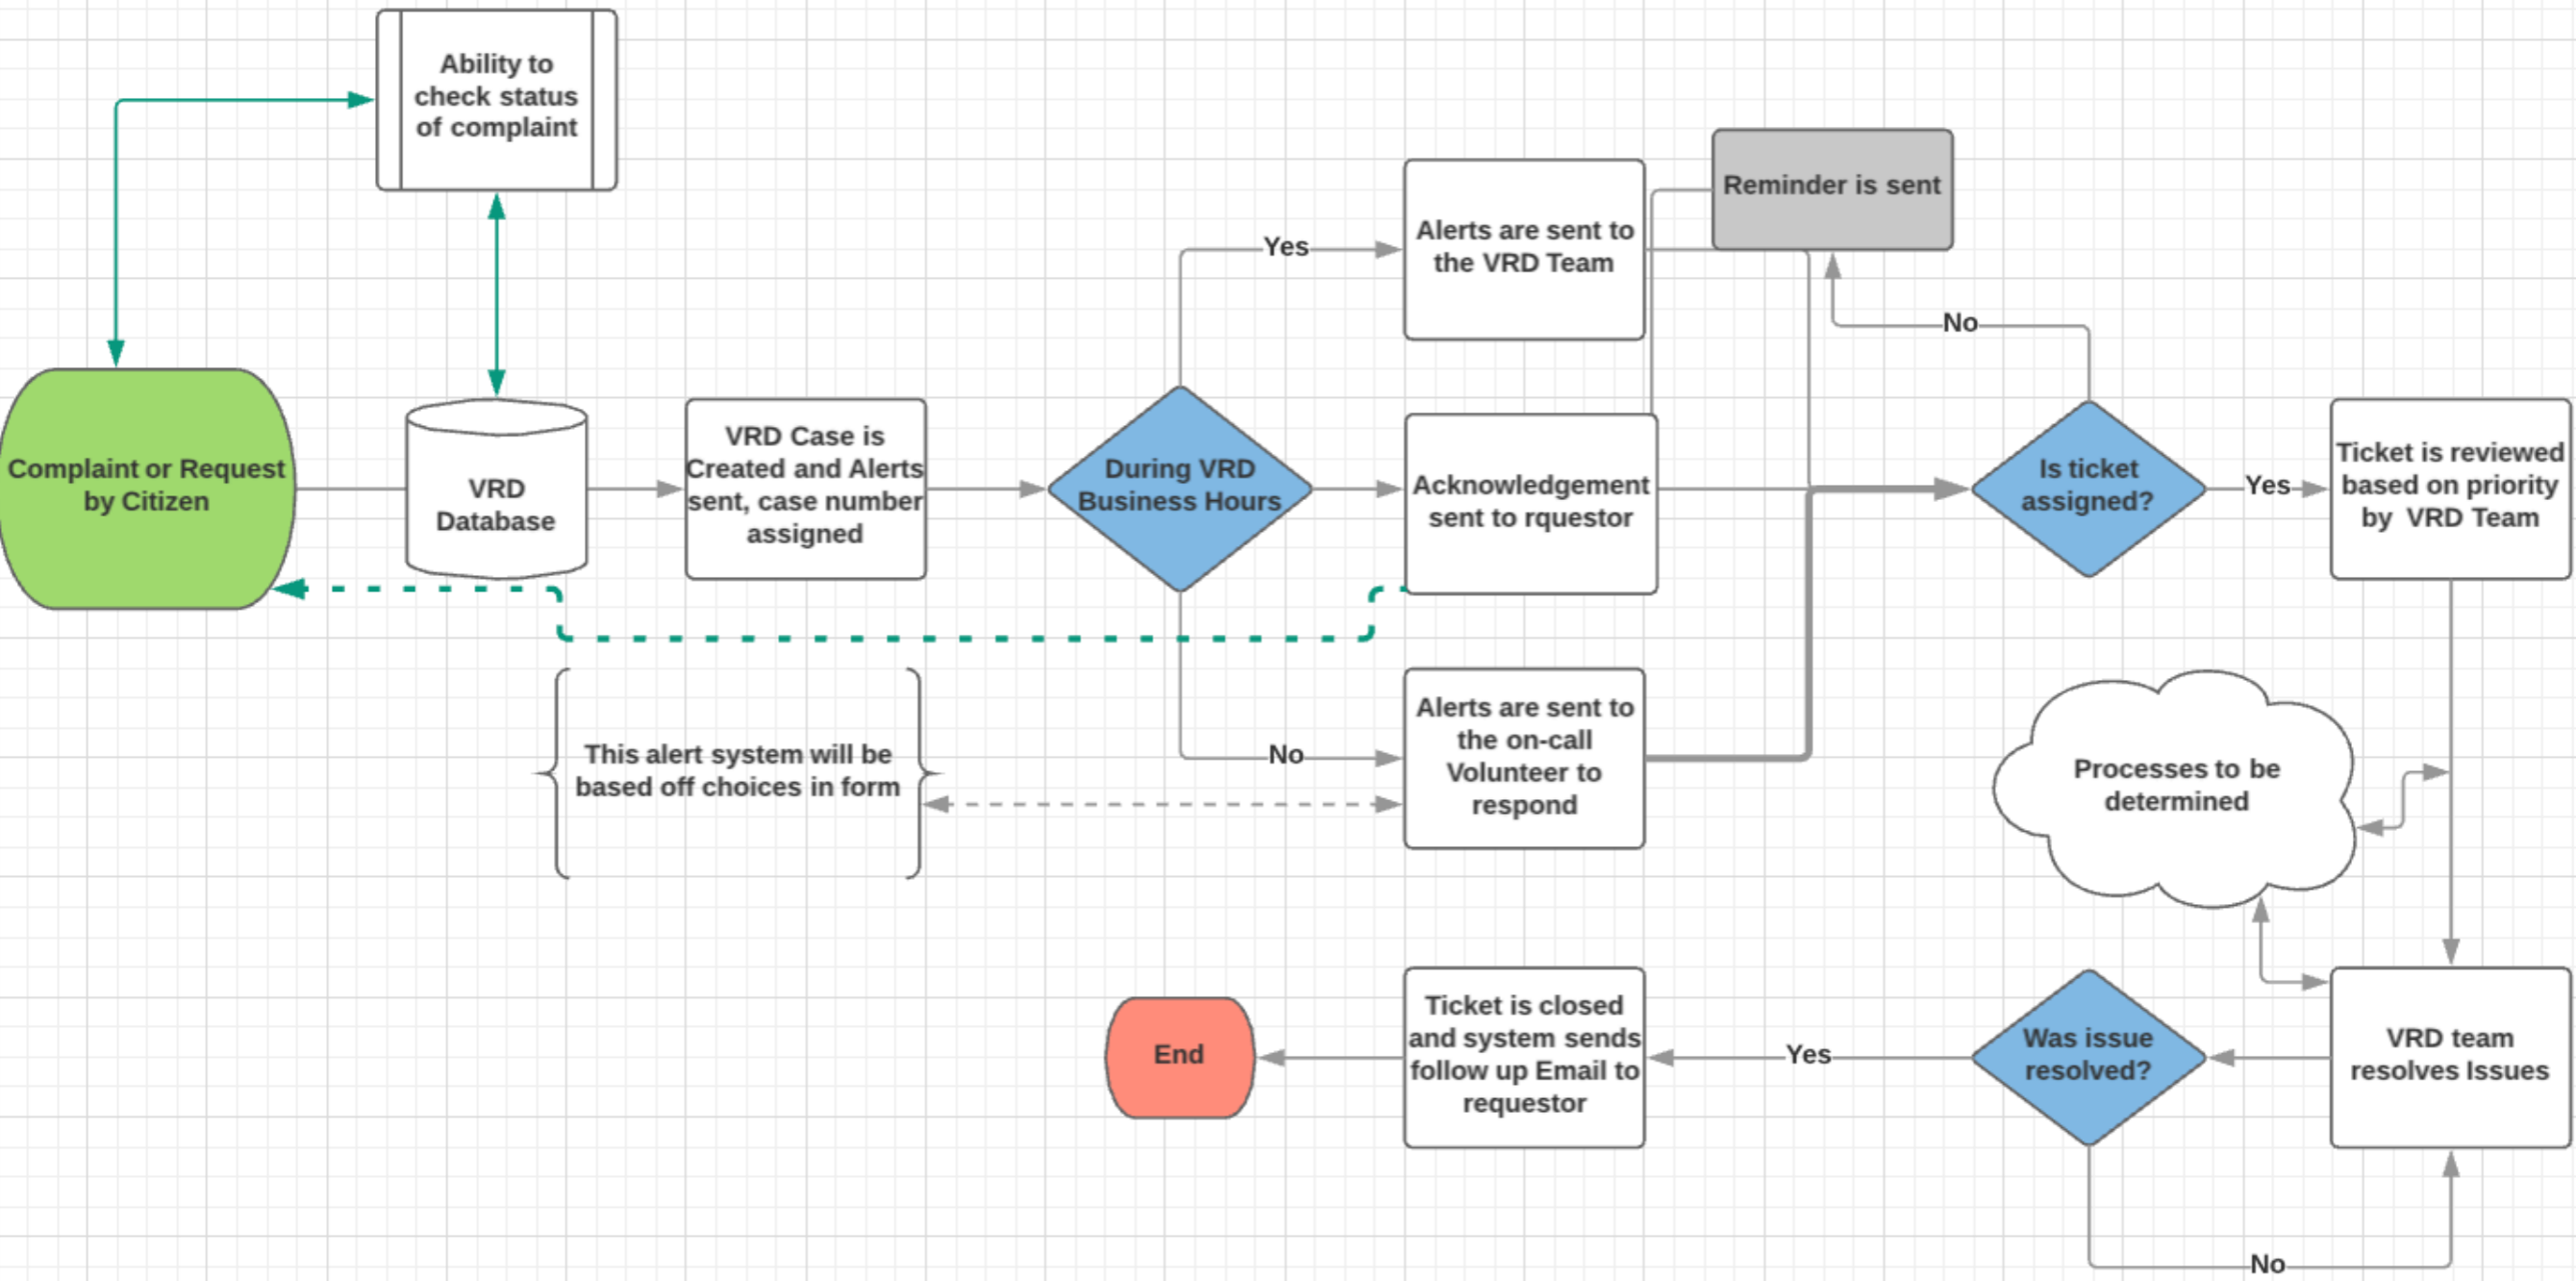 Ability to
check status
of complaint
Reminder is sent
Alerts are sent to
the VRD Team
Yes
No
Complaint or Request
by Citizen
VRD
Database
VRD Case is
Created and Alerts
sent, case number
assigned
During VRD
Business Hours
Acknowledgement
sent to rquestor
Is ticket
assigned?
Yes
Ticket is reviewed
based on priority
by VRD Team
This alert system will be
based off choices in form
No
Alerts are sent to
the on-call
Volunteer to
respond
Processes to be
determined
End
Ticket is closed
and system sends
follow up Email to
requestor
Yes
Was issue
resolved?
VRD team
resolves Issues
No